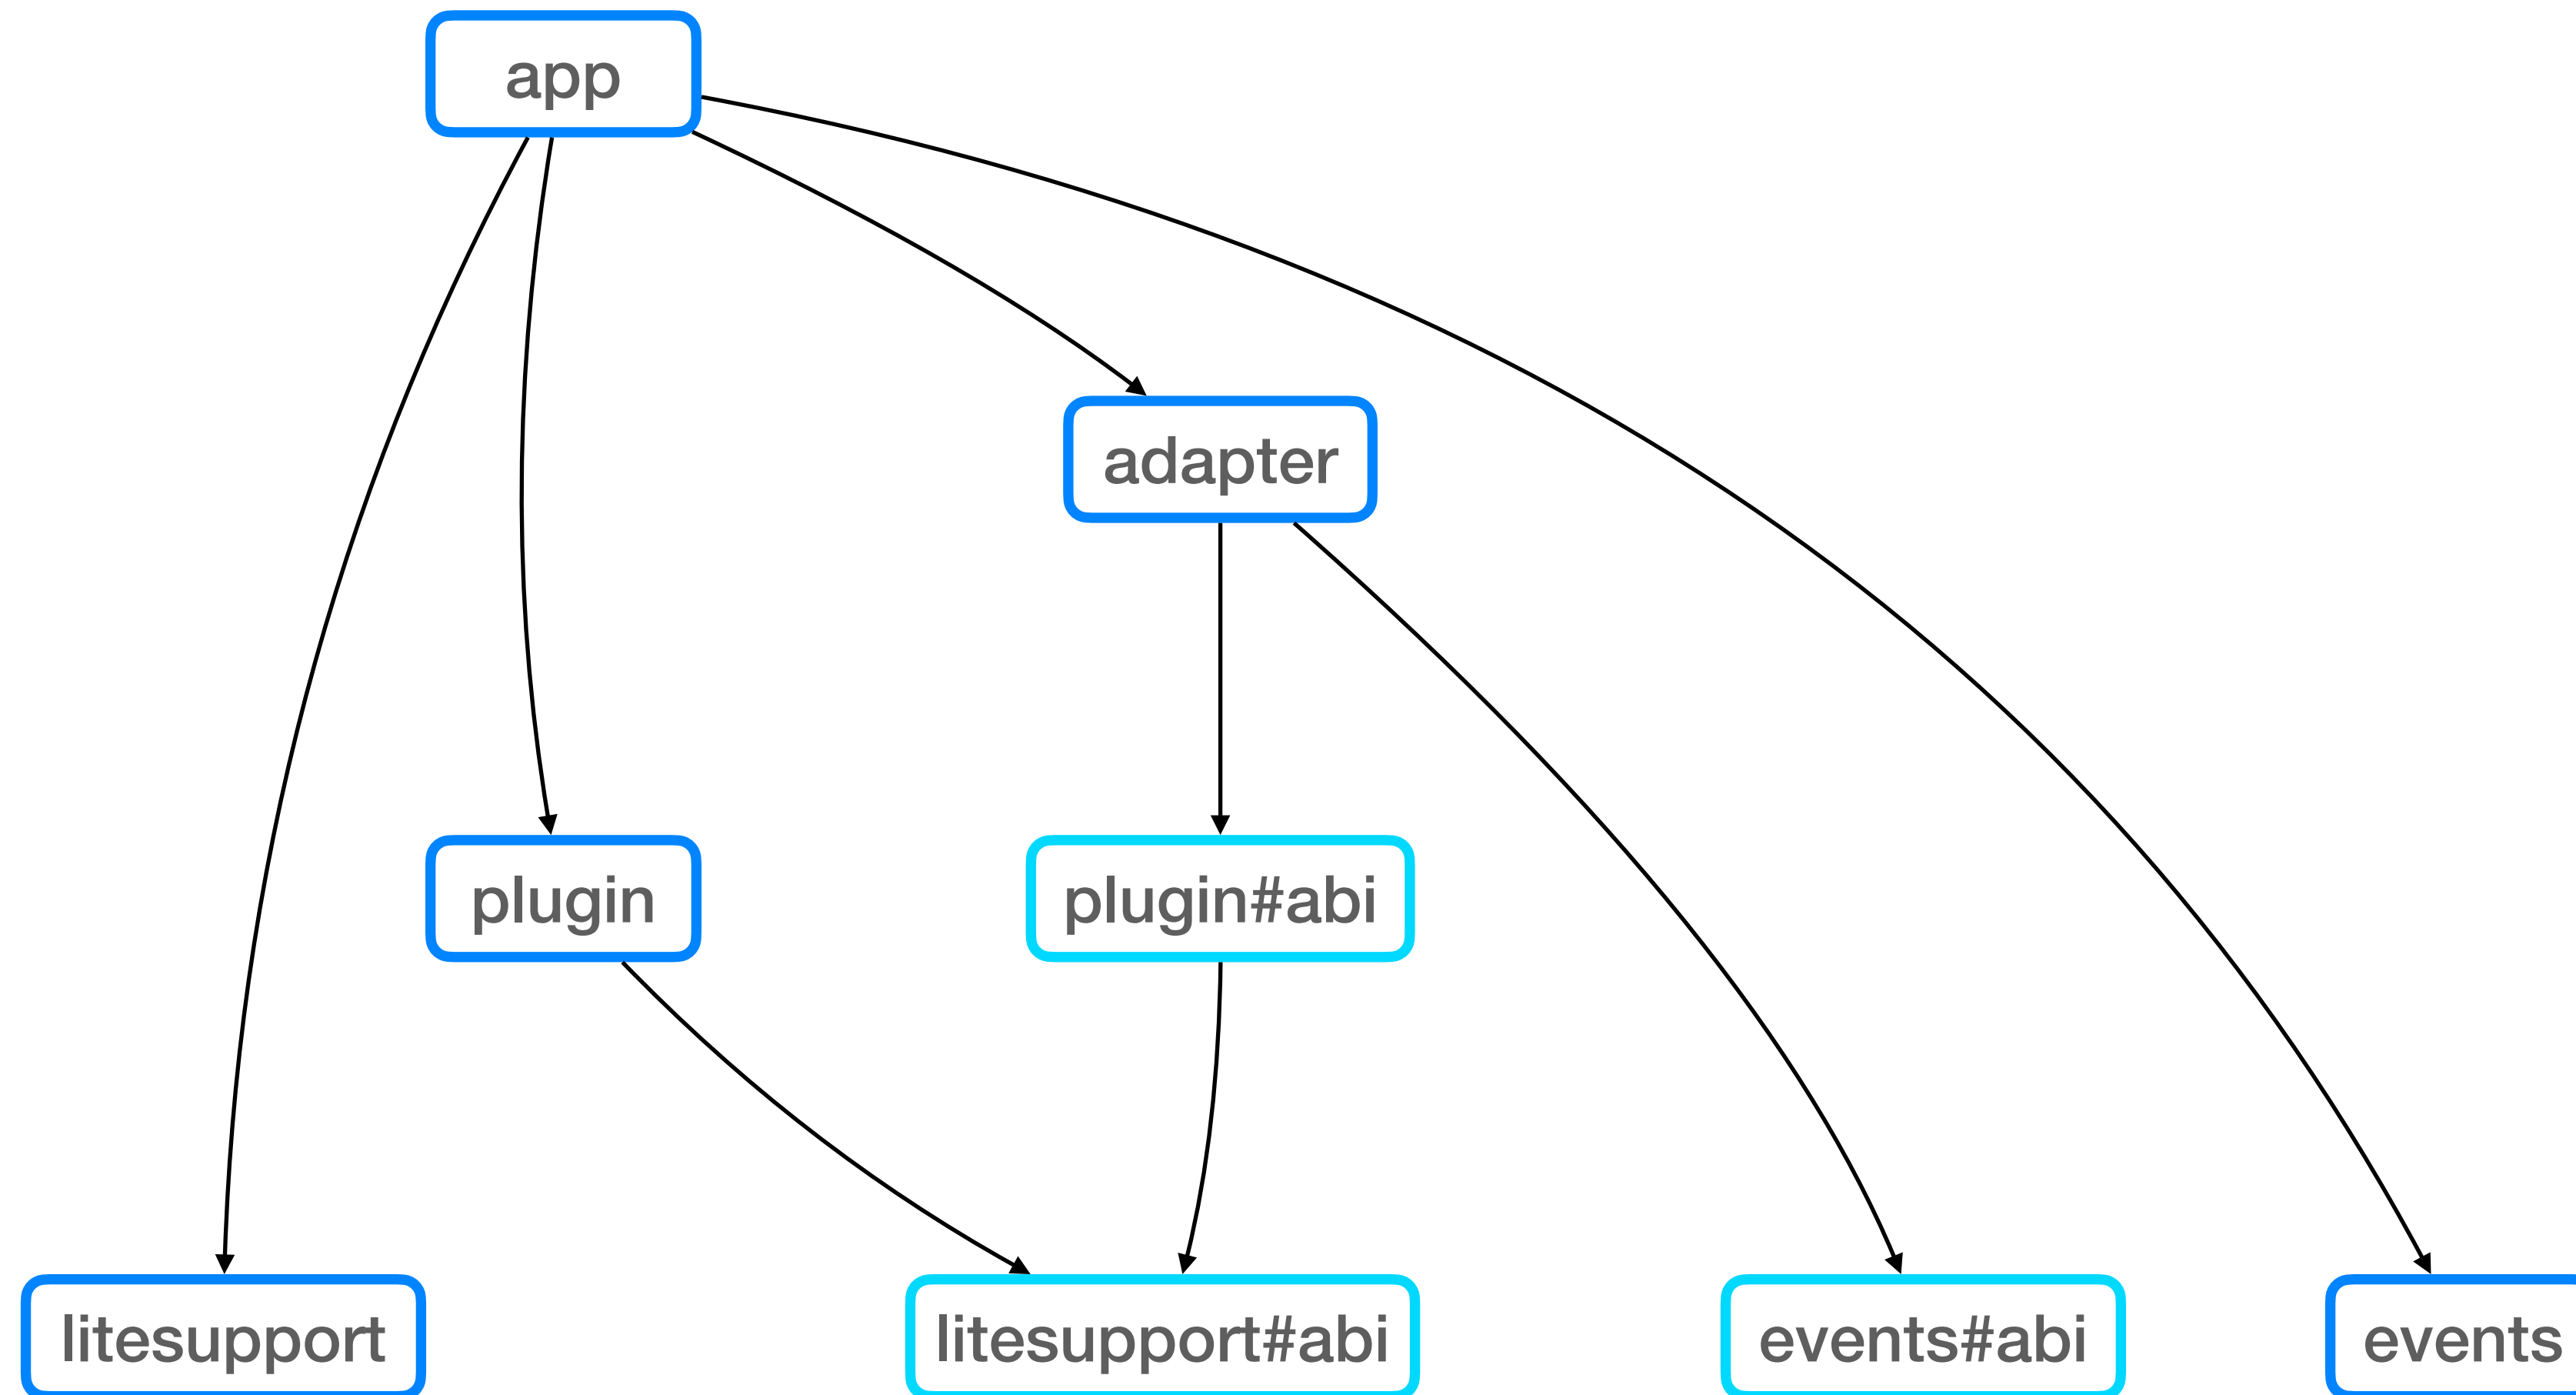 app
adapter
plugin
plugin#abi
litesupport
litesupport#abi
events#abi
events